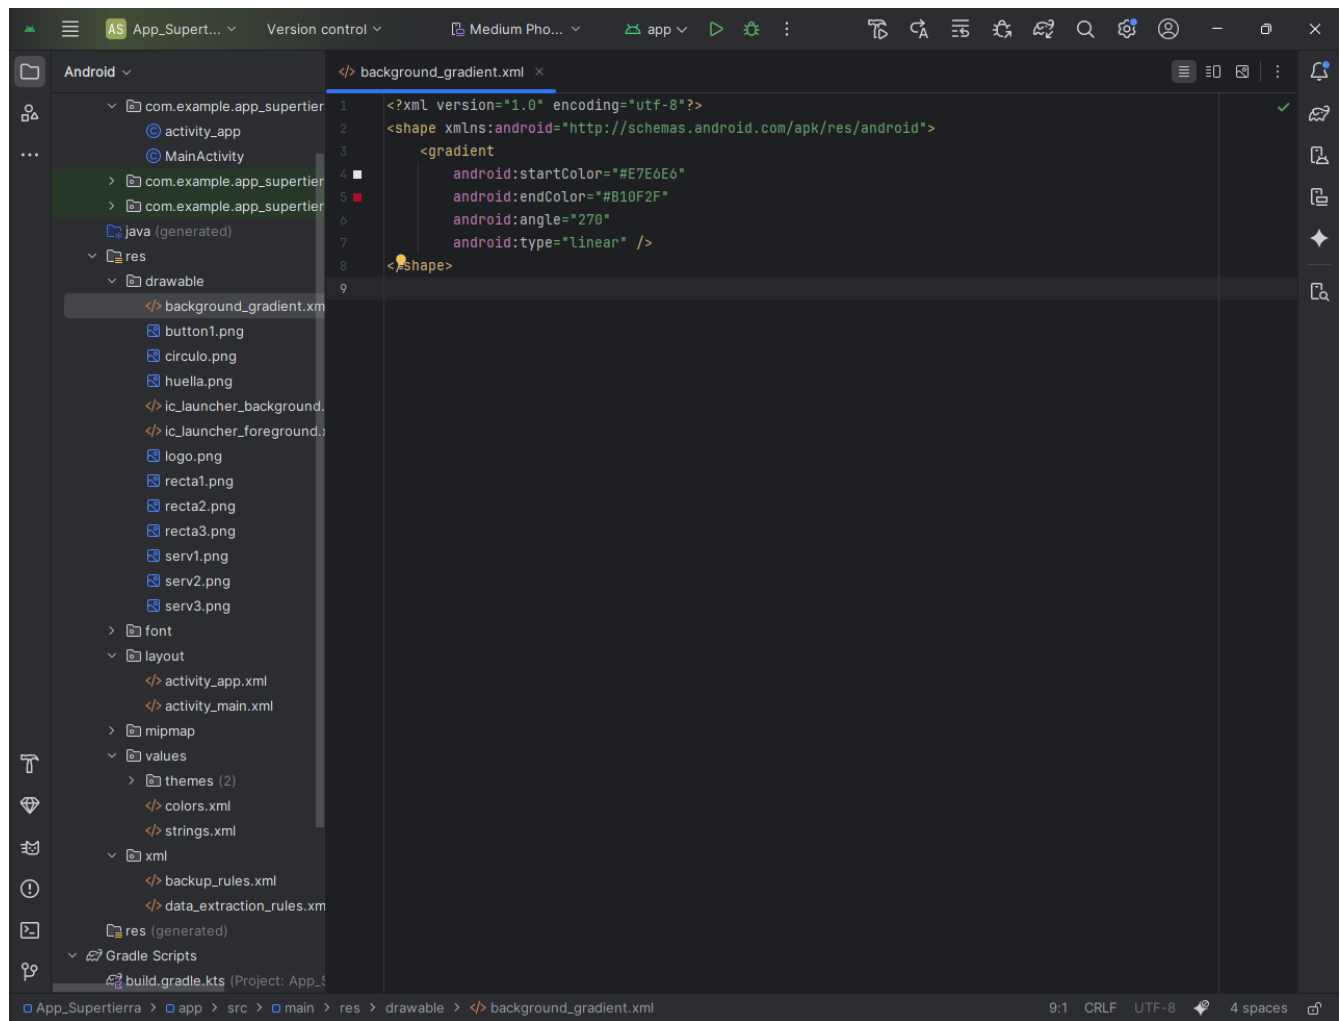 AS App_Supert... Version control Medium Pho... app
Android
background_gradient.xml
com.example.app_supertier
activity_app
MainActivity
com.example.app_supertier
com.example.app_supertier
java (generated)
res
drawable
background_gradient.xm
button1.png
circulo.png
huella.png
ic_launcher_background.
ic_launcher_foreground.x
logo.png
recta1.png
recta2.png
recta3.png
serv1.png
serv2.png
serv3.png
font
layout
activity_app.xml
activity_main.xml
mipmap
values
themes (2)
colors.xml
strings.xml
xml
backup_rules.xml
data_extraction_rules.xm
res (generated)
Gradle Scripts
build.gradle.kts (Project: App_S
1 <?xml version="1.0" encoding="utf-8"?>
2 <shape xmlns:android="http://schemas.android.com/apk/res/android">
3 <gradient
4 android:startColor="#E7E6E6"
5 android:endColor="#B10F2F"
6 android:angle="270"
7 android:type="linear" />
8 </shape>
9
App_Supertierra > app > src > main > res > drawable > background_gradient.xml
9:1 CRLF UTF-8 4 spaces